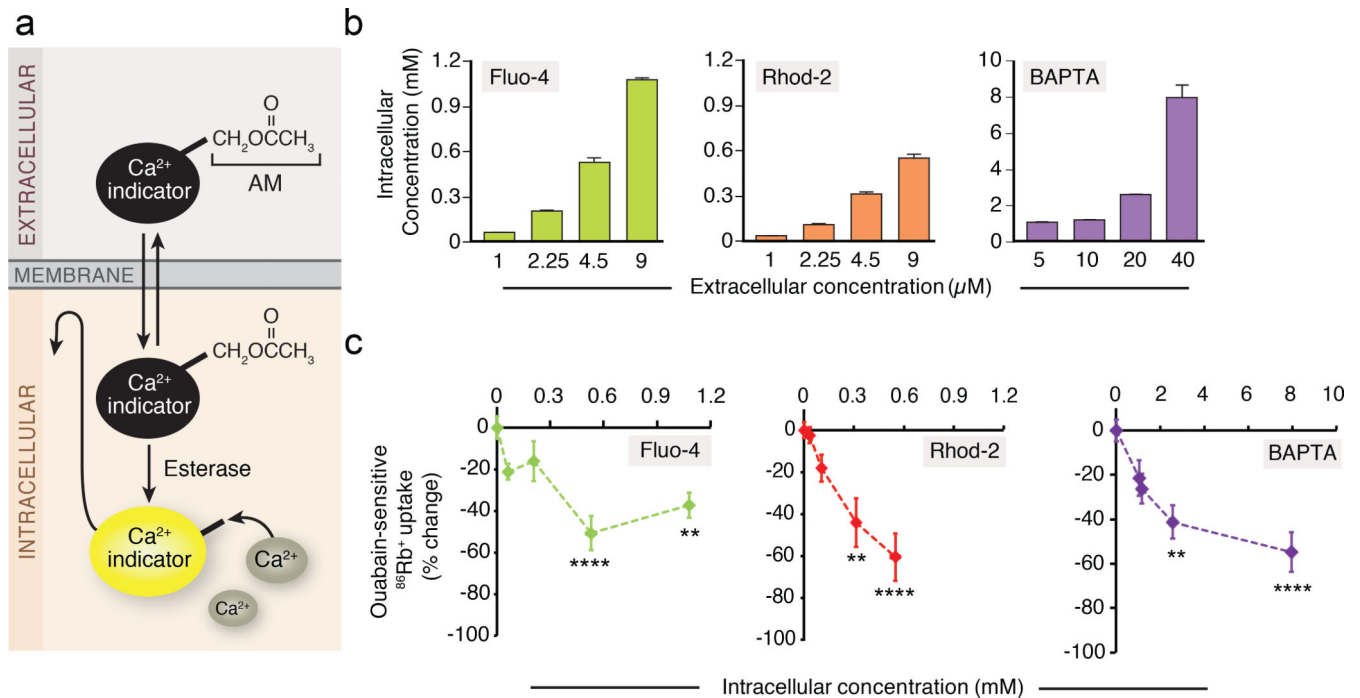 a
EXTRACELLULAR
O
CH2OCCH3
Ca2+
indicator
AM
MEMBRANE
INTRACELLULAR
O
CH2OCCH3
Ca2+
indicator
Esterase
Ca2+
indicator
Ca2+
Ca2+
b
Intracellular
Concentration (mM)
1.2
0.9
0.6
0.3
0
Fluo-4
1 2.25 4.5 9
1.2
0.9
0.6
0.3
0
Rhod-2
1 2.25 4.5 9
10
8
6
4
2
0
BAPTA
5 10 20 40
Extracellular concentration (µM)
c
Ouabain-sensitive
86Rb+ uptake
(% change)
0 0.3 0.6 0.9 1.2
0
-20
-40
-60
-80
-100
Fluo-4
****
**
0 0.3 0.6 0.9 1.2
0
-20
-40
-60
-80
-100
Rhod-2
**
****
0 2 4 6 8 10
0
-20
-40
-60
-80
-100
BAPTA
**
****
Intracellular concentration (mM)